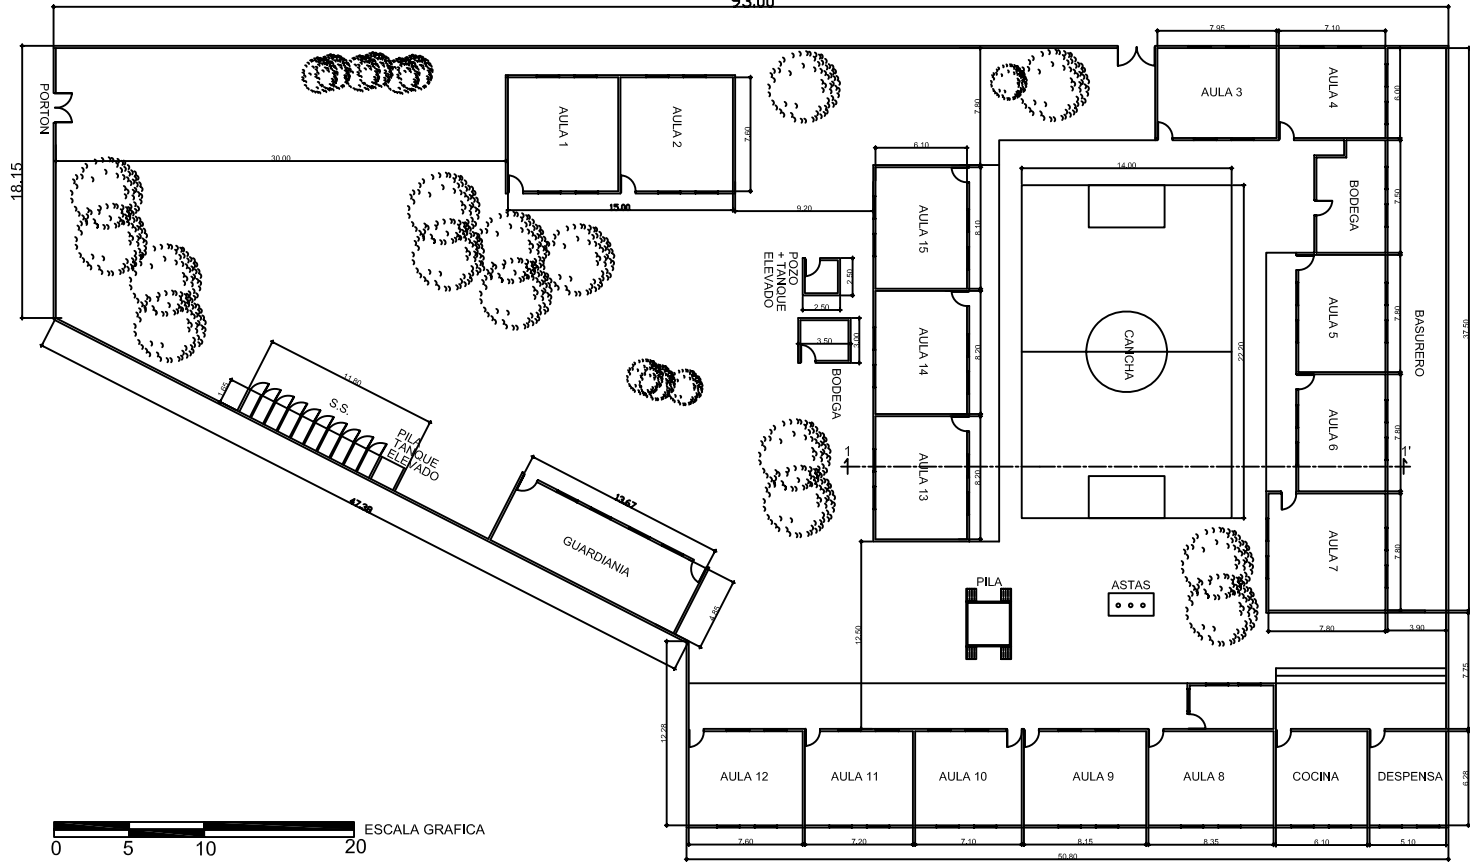 93.00
7.95
7.10
PORTON
18.15
30.00
AULA 1
AULA 2
7.60
15.00
9.20
7.80
AULA 3
AULA 4
6.00
6.10
14.00
AULA 15
8.10
BODEGA
7.50
POZO
+ TANQUE
ELEVADO
2.50
2.50
3.50
3.00
BODEGA
AULA 14
8.20
CANCHA
22.20
AULA 5
7.80
BASURERO
37.50
11.60
1.65
S.S.
PILA
TANQUE
ELEVADO
AULA 6
7.80
1
1'
AULA 13
8.20
47.38
13.67
GUARDIANIA
4.85
AULA 7
7.80
PILA
ASTAS
12.50
7.80
3.90
7.75
12.28
AULA 12
AULA 11
AULA 10
AULA 9
AULA 8
COCINA
DESPENSA
6.28
ESCALA GRAFICA
0 5 10 20
7.60
7.20
7.10
8.15
8.35
6.10
5.10
50.80